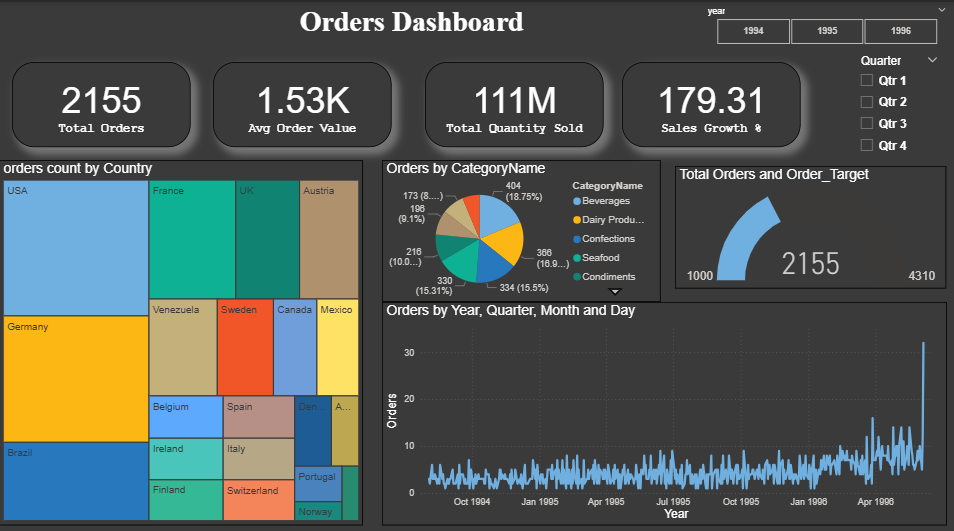 Orders Dashboard
year
1994 1995 1996
Quarter
Qtr 1
Qtr 2
Qtr 3
Qtr 4
2155
Total Orders
1.53K
Avg Order Value
111M
Total Quantity Sold
179.31
Sales Growth %
orders count by Country
USA
Germany
Brazil
France
UK
Austria
Venezuela
Sweden
Canada
Mexico
Belgium
Ireland
Finland
Spain
Italy
Switzerland
Den...
A...
Portugal
Norway
Orders by CategoryName
404
(18.75%)
366
(16.9...)
334 (15.5%)
330
(15.31%)
216
(10.0...)
196
(9.1%)
173 (8....)
CategoryName
Beverages
Dairy Produ...
Confections
Seafood
Condiments
Total Orders and Order_Target
1000
2155
4310
Orders by Year, Quarter, Month and Day
Orders
30
20
10
0
Oct 1994 Jan 1995 Apr 1995 Jul 1995 Oct 1995 Jan 1996 Apr 1996
Year